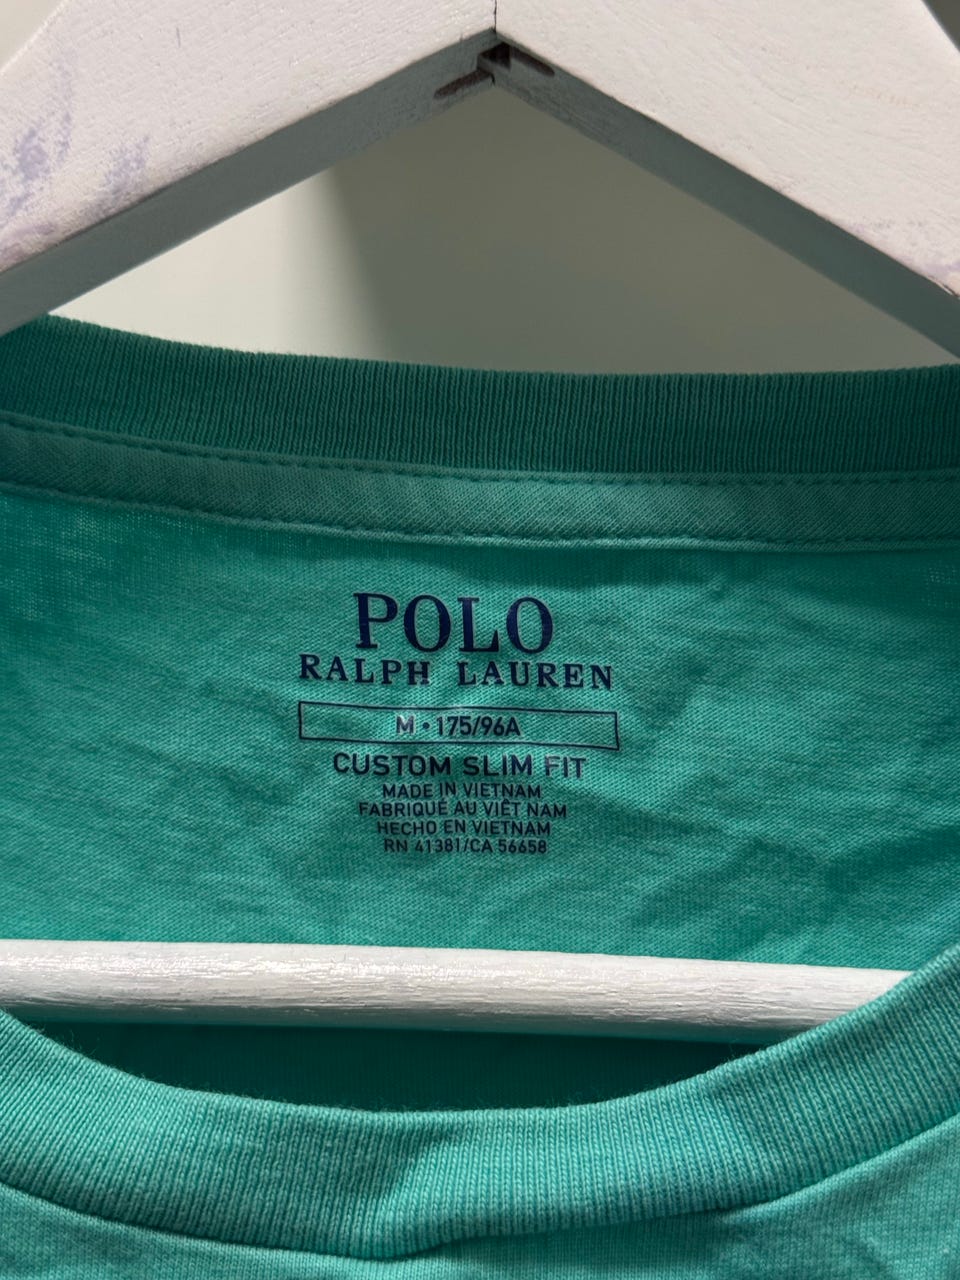 POLO
RALPH LAUREN
M • 175/96A
CUSTOM SLIM FIT
MADE IN VIETNAM
FABRIQUÉ AU VIÊT NAM
HECHO EN VIETNAM
RN 41381/CA 56658